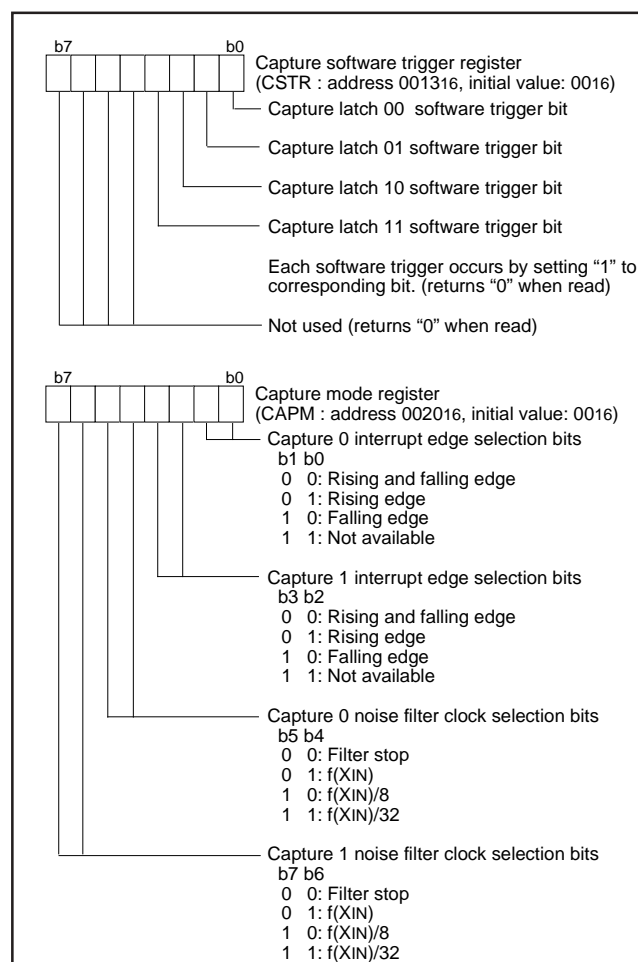 b7 b0
Capture software trigger register
(CSTR : address 001316, initial value: 0016)
Capture latch 00 software trigger bit
Capture latch 01 software trigger bit
Capture latch 10 software trigger bit
Capture latch 11 software trigger bit
Each software trigger occurs by setting “1” to
corresponding bit. (returns “0” when read)
Not used (returns “0” when read)
b7 b0
Capture mode register
(CAPM : address 002016, initial value: 0016)
Capture 0 interrupt edge selection bits
b1 b0
0 0: Rising and falling edge
0 1: Rising edge
1 0: Falling edge
1 1: Not available
Capture 1 interrupt edge selection bits
b3 b2
0 0: Rising and falling edge
0 1: Rising edge
1 0: Falling edge
1 1: Not available
Capture 0 noise filter clock selection bits
b5 b4
0 0: Filter stop
0 1: f(XIN)
1 0: f(XIN)/8
1 1: f(XIN)/32
Capture 1 noise filter clock selection bits
b7 b6
0 0: Filter stop
0 1: f(XIN)
1 0: f(XIN)/8
1 1: f(XIN)/32